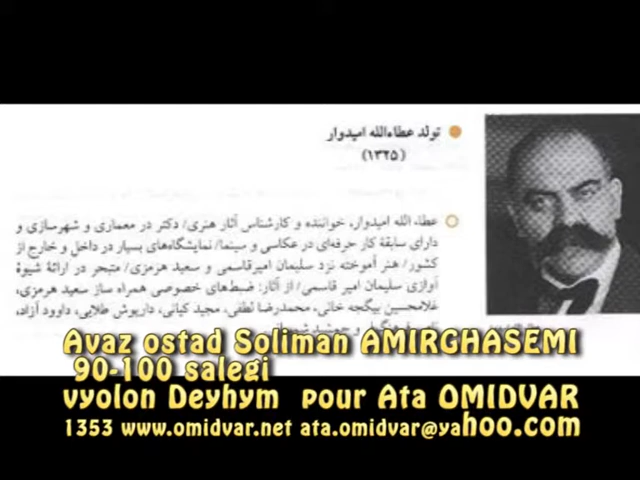 تولد عطاءالله امیدوار
(۱۳۲۵)
عطاء الله امیدوار، خواننده و کارشناس آثار هنری/ دکتر در معماری و شهرسازی و
دارای سابقهٔ کار حرفه‌ای در عکاسی و سینما/ نمایشگاه‌های بسیار در داخل و خارج از
کشور/ هنر آموخته نزد سلیمان امیرقاسمی و سعید هرمزی/ متبحر در ارائهٔ شیوهٔ
آوازی سلیمان امیر قاسمی/ از آثار: ضبط‌های خصوصی همراه ساز سعید هرمزی،
غلامحسین بیگجه خانی، محمدرضا لطفی، مجید کیانی، داریوش طلایی، داوود آزاد،
Avaz ostad Soliman AMIRGHASEMI
90-100 salegi
vyolon Deyhym pour Ata OMIDVAR
1353 www.omidvar.net ata.omidvar@yahoo.com